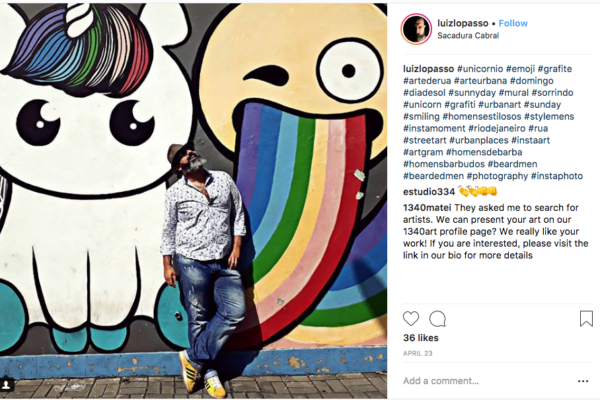 luizlopasso • Follow
Sacadura Cabral
luizlopasso #unicornio #emoji #grafite
#artederua #arteurbana #domingo
#diadesol #sunnyday #mural #sorrindo
#unicorn #grafiti #urbanart #sunday
#smiling #homensestilosos #stylemens
#instamoment #riodejaneiro #rua
#streetart #urbanplaces #instaart
#artgram #homensdebarba
#homensbarbudos #beardmen
#beardedmen #photography #instaphoto
estudio334 👏👏👊👊
1340matei They asked me to search for
artists. We can present your art on our
1340art profile page? We really like your
work! If you are interested, please visit the
link in our bio for more details
36 likes
APRIL 23
Add a comment...